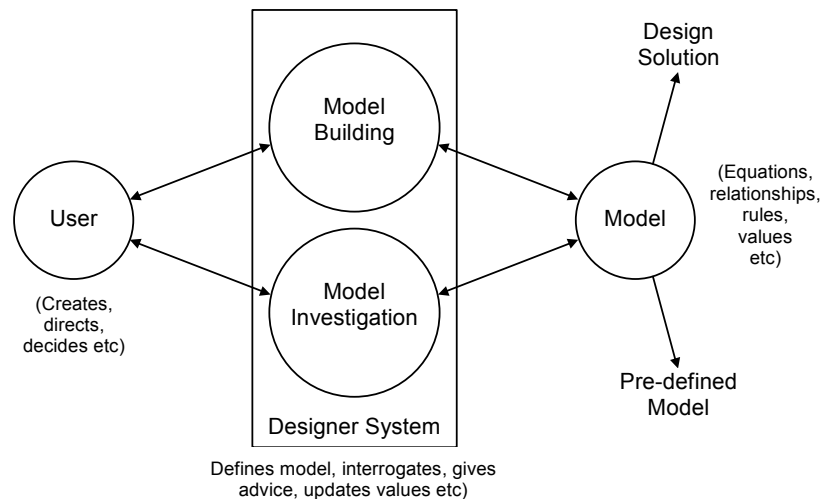 User
(Creates,
directs,
decides etc)
Model
Building
Model
Investigation
Designer System
Defines model, interrogates, gives
advice, updates values etc)
Design
Solution
Model
(Equations,
relationships,
rules,
values
etc)
Pre-defined
Model